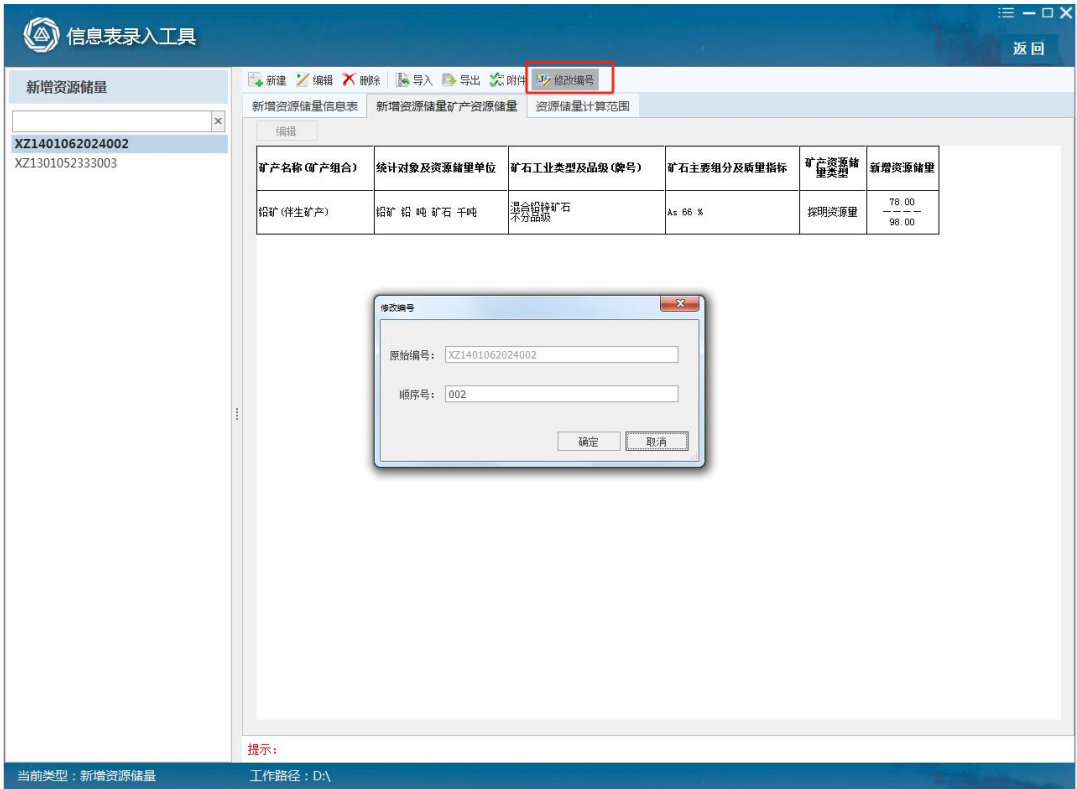 信息表录入工具
返回
新增资源储量
新建 编辑 删除 导入 导出 附件 修改编号
新增资源储量信息表 新增资源储量矿产资源储量 资源储量计算范围
编辑
XZ1401062024002
XZ1301052333003
矿产名称(矿产组合) 统计对象及资源储量单位 矿石工业类型及品级(牌号) 矿石主要组分及质量指标 矿产资源储量类型 新增资源储量
铅矿(伴生矿产) 铅矿 铅 吨 矿石 千吨 混合铅锌矿石 不分品级 As 66 % 探明资源量 78.00
98.00
修改编号
原始编号: XZ1401062024002
顺序号: 002
确定 取消
提示:
当前类型:新增资源储量 工作路径:D:\